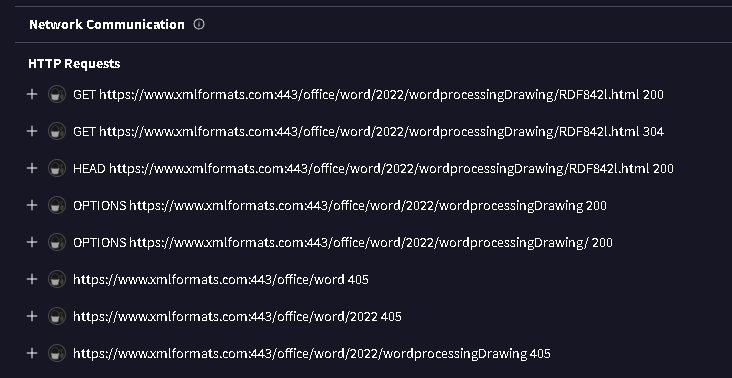 Network Communication
HTTP Requests
GET https://www.xmlformats.com:443/office/word/2022/wordprocessingDrawing/RDF842l.html 200
GET https://www.xmlformats.com:443/office/word/2022/wordprocessingDrawing/RDF842l.html 304
HEAD https://www.xmlformats.com:443/office/word/2022/wordprocessingDrawing/RDF842l.html 200
OPTIONS https://www.xmlformats.com:443/office/word/2022/wordprocessingDrawing 200
OPTIONS https://www.xmlformats.com:443/office/word/2022/wordprocessingDrawing/ 200
https://www.xmlformats.com:443/office/word 405
https://www.xmlformats.com:443/office/word/2022 405
https://www.xmlformats.com:443/office/word/2022/wordprocessingDrawing 405